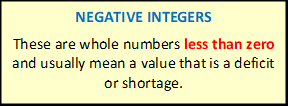 NEGATIVE INTEGERS
These are whole numbers less than zero
and usually mean a value that is a deficit
or shortage.